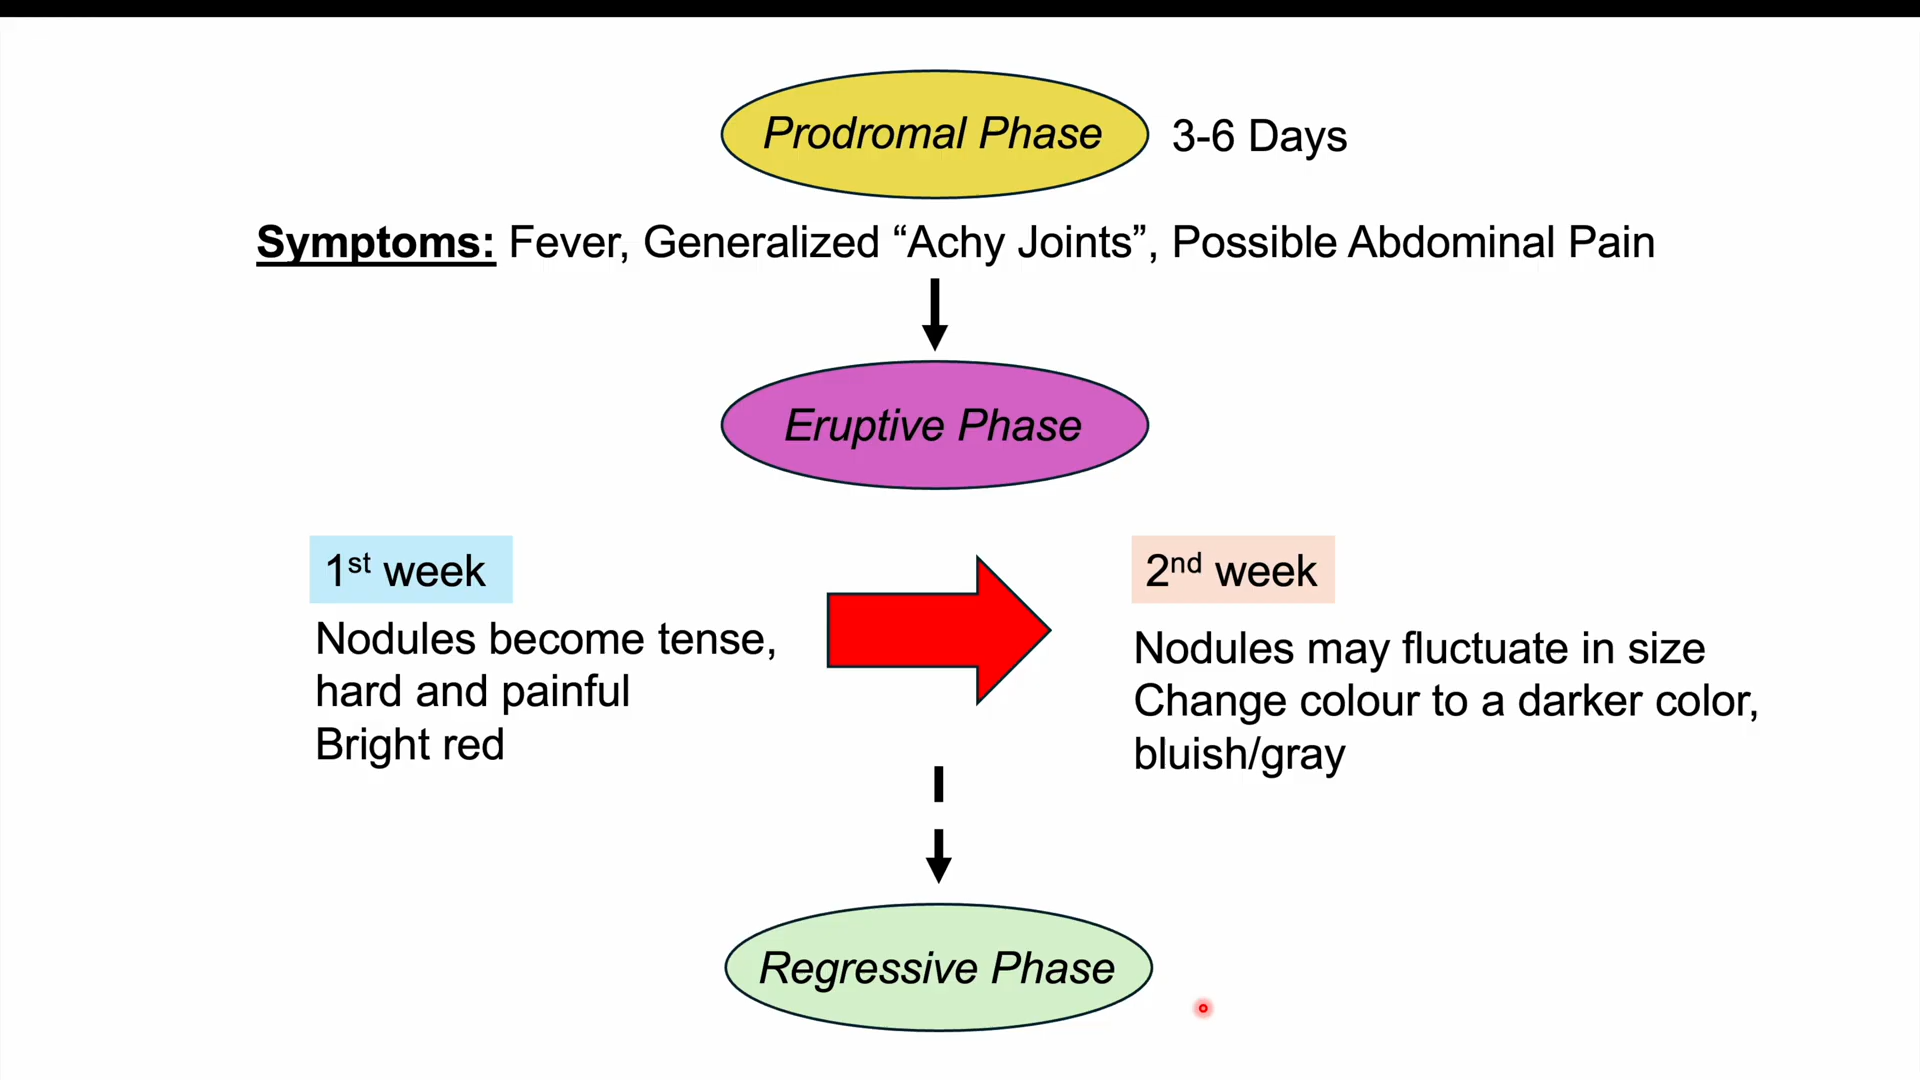 Prodromal Phase 3-6 Days
Symptoms: Fever, Generalized “Achy Joints”, Possible Abdominal Pain
Eruptive Phase
1st week
Nodules become tense,
hard and painful
Bright red
2nd week
Nodules may fluctuate in size
Change colour to a darker color,
bluish/gray
Regressive Phase